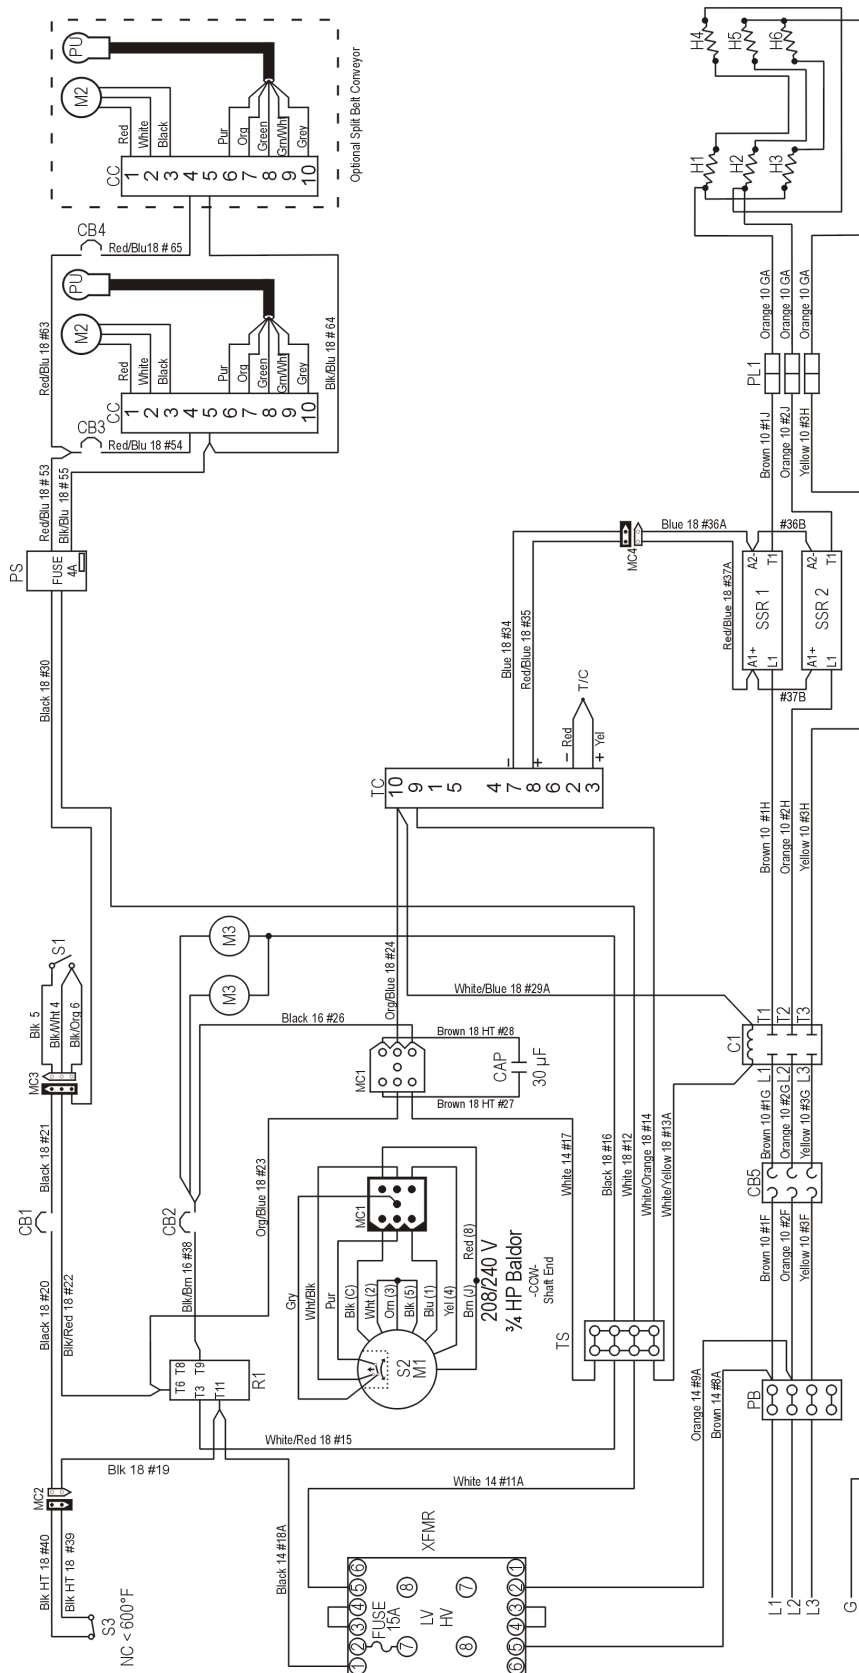 PU
M2
Red
White
Black
Pur
Org
Green
Grn/Wht
Grey
CC
1
2
3
4
5
6
7
8
9
10
Optional Split Belt Conveyor
CB4
Red/Blu18 # 65
PU
M2
Red/Blu 18 #63
Red
White
Black
Pur
Org
Green
Grn/Wht
Grey
Blk/Blu 18 # 64
CC
1
2
3
4
5
6
7
8
9
10
CB3
Red/Blu 18 #54
Red/Blu 18 # 53
Blk/Blu 18 # 55
PS
FUSE
4A
Black 18 #30
H4
H5
H6
H1
H2
H3
Orange 10 GA
Orange 10 GA
Orange 10 GA
PL1
Brown 10 #1J
Orange 10 #2J
Yellow 10 #3H
Blue 18 #36A
#36B
MC4
Red/Blue 18 #37A
A2-
T1
SSR 1
A1+
L1
A2-
T1
SSR 2
A1+
L1
#37B
Blue 18 #34
Red/Blue 18 #35
T/C
−
+
− Red
+ Yel
TC
10
9
1
5
4
7
8
6
2
3
Brown 10 #1H
Orange 10 #2H
Yellow 10 #3H
S1
Blk 5
Blk/Wht 4
Blk/Org 6
MC3
M3
M3
Org/Blue 18 #24
White/Blue 18 #29A
Black 16 #26
Brown 18 HT #28
MC1
CAP
30 µF
Brown 18 HT #27
C1
T1
T2
T3
L1
L2
L3
Brown 10 #1G
Orange 10 #2G
Yellow 10 #3G
CB5
Brown 10 #1F
Orange 10 #2F
Yellow 10 #3F
Black 18 #21
CB1
Black 18 #20
Blk/Red 18 #22
CB2
Blk/Brn 16 #38
Org/Blue 18 #23
White 14 #17
Black 18 #16
White 18 #12
White/Orange 18 #14
White/Yellow 18 #13A
MC1
Gry
Wht/Blk
Pur
Blk (C)
Wht (2)
Orn (3)
Blk (5)
Blu (1)
Yel (4)
Brn (J)
Red (8)
208/240 V
¾ HP Baldor
-CCW-
Shaft End
S2
M1
TS
T6
T8
T3
T9
T11
R1
White/Red 18 #15
Blk 18 #19
MC2
Blk HT 18 #40
Blk HT 18 #39
S3
NC < 600°F
Black 14 #18A
White 14 #11A
Orange 14 #9A
Brown 14 #8A
PB
L1
L2
L3
G
XFMR
6
5
4
3
2
1
FUSE
15A
8
7
LV
HV
7
8
1
2
3
4
5
6